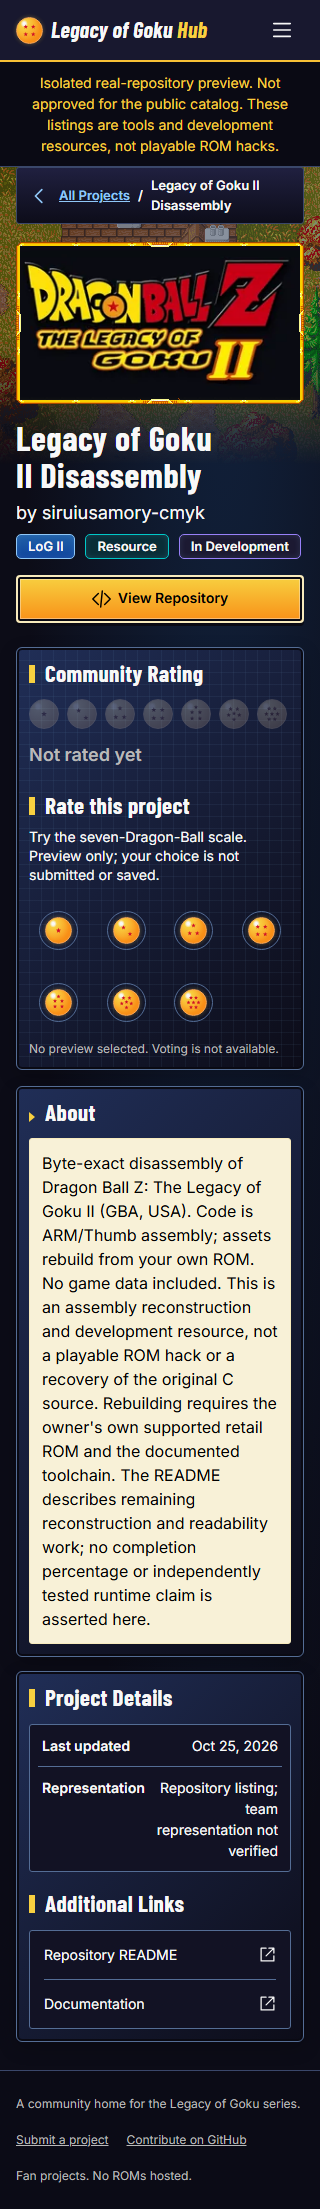 Legacy of Goku Hub
Isolated real-repository preview. Not
approved for the public catalog. These
listings are tools and development
resources, not playable ROM hacks.
All Projects / Legacy of Goku II
Disassembly
DRAGONBALL Z
THE LEGACY OF
GOKU II
Legacy of Goku
II Disassembly
by siruiusamory-cmyk
LoG II Resource In Development
View Repository
Community Rating
Not rated yet
Rate this project
Try the seven-Dragon-Ball scale.
Preview only; your choice is not
submitted or saved.
No preview selected. Voting is not available.
About
Byte-exact disassembly of
Dragon Ball Z: The Legacy of
Goku II (GBA, USA). Code is
ARM/Thumb assembly; assets
rebuild from your own ROM.
No game data included. This is
an assembly reconstruction
and development resource, not
a playable ROM hack or a
recovery of the original C
source. Rebuilding requires the
owner's own supported retail
ROM and the documented
toolchain. The README
describes remaining
reconstruction and readability
work; no completion
percentage or independently
tested runtime claim is
asserted here.
Project Details
Last updated Oct 25, 2026
Representation Repository listing;
team
representation not
verified
Additional Links
Repository README
Documentation
A community home for the Legacy of Goku series.
Submit a project Contribute on GitHub
Fan projects. No ROMs hosted.